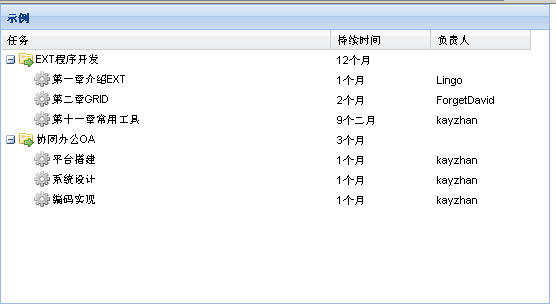 示例
任务 持续时间 负责人
EXT程序开发 12个月
第一章介绍EXT 1个月 Lingo
第二章GRID 2个月 ForgetDavid
第十一章常用工具 9个二月 kayzhan
协同办公OA 3个月
平台搭建 1个月 kayzhan
系统设计 1个月 kayzhan
编码实现 1个月 kayzhan